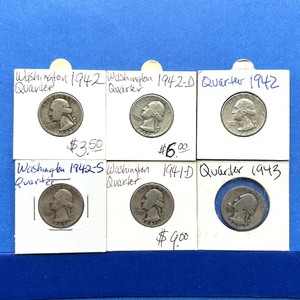 Washington 1942
Quarter
$3.50
Washington 1942-D
Quarter
$6.00
Quarter 1942
Washington 1942-S
Quarter
Washington 1941-D
Quarter
$9.00
Quarter 1943